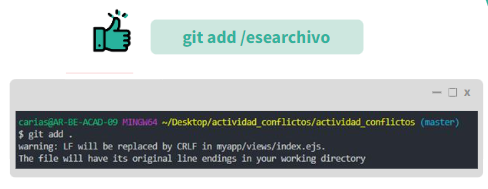 git add /esearchivo
carias@AR-BE-ACAD-09 MINGW64 ~/Desktop/actividad_conflictos/actividad_conflictos (master)
$ git add .
warning: LF will be replaced by CRLF in myapp/views/index.ejs.
The file will have its original line endings in your working directory